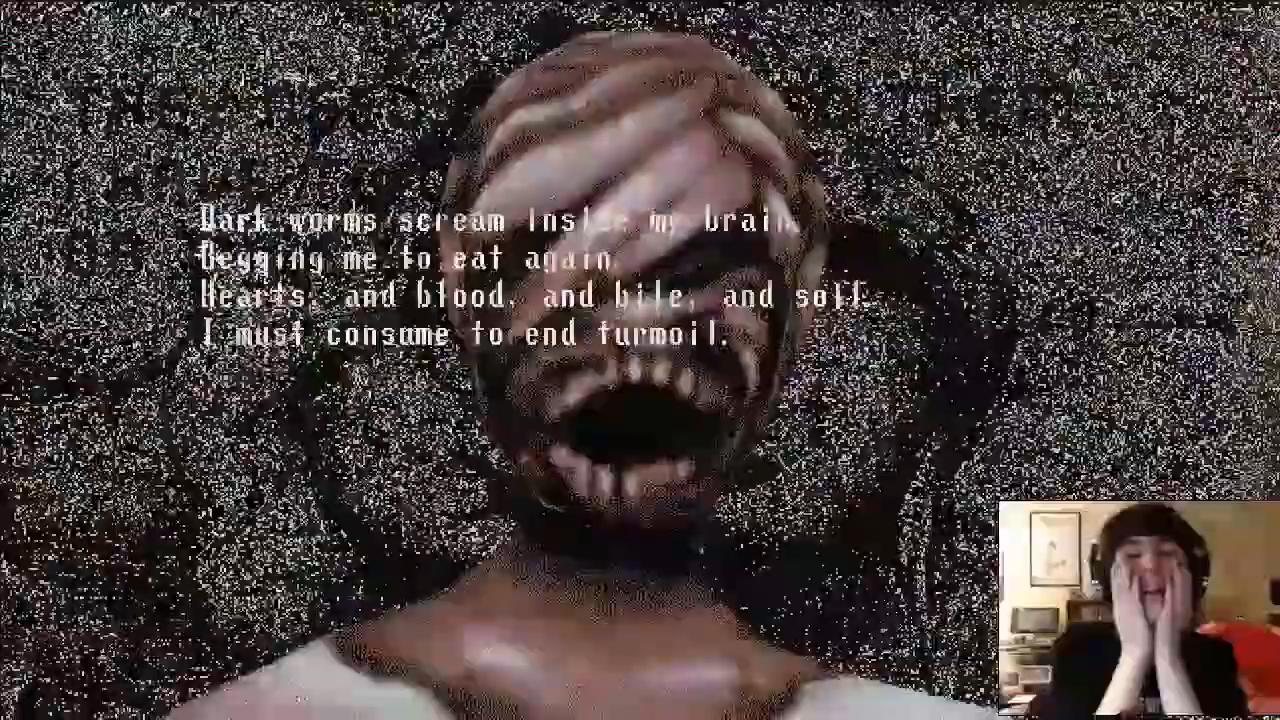 Dark worms scream inside my brain,
Begging me to eat again.
Hearts, and blood, and bile, and soil.
I must consume to end turmoil.